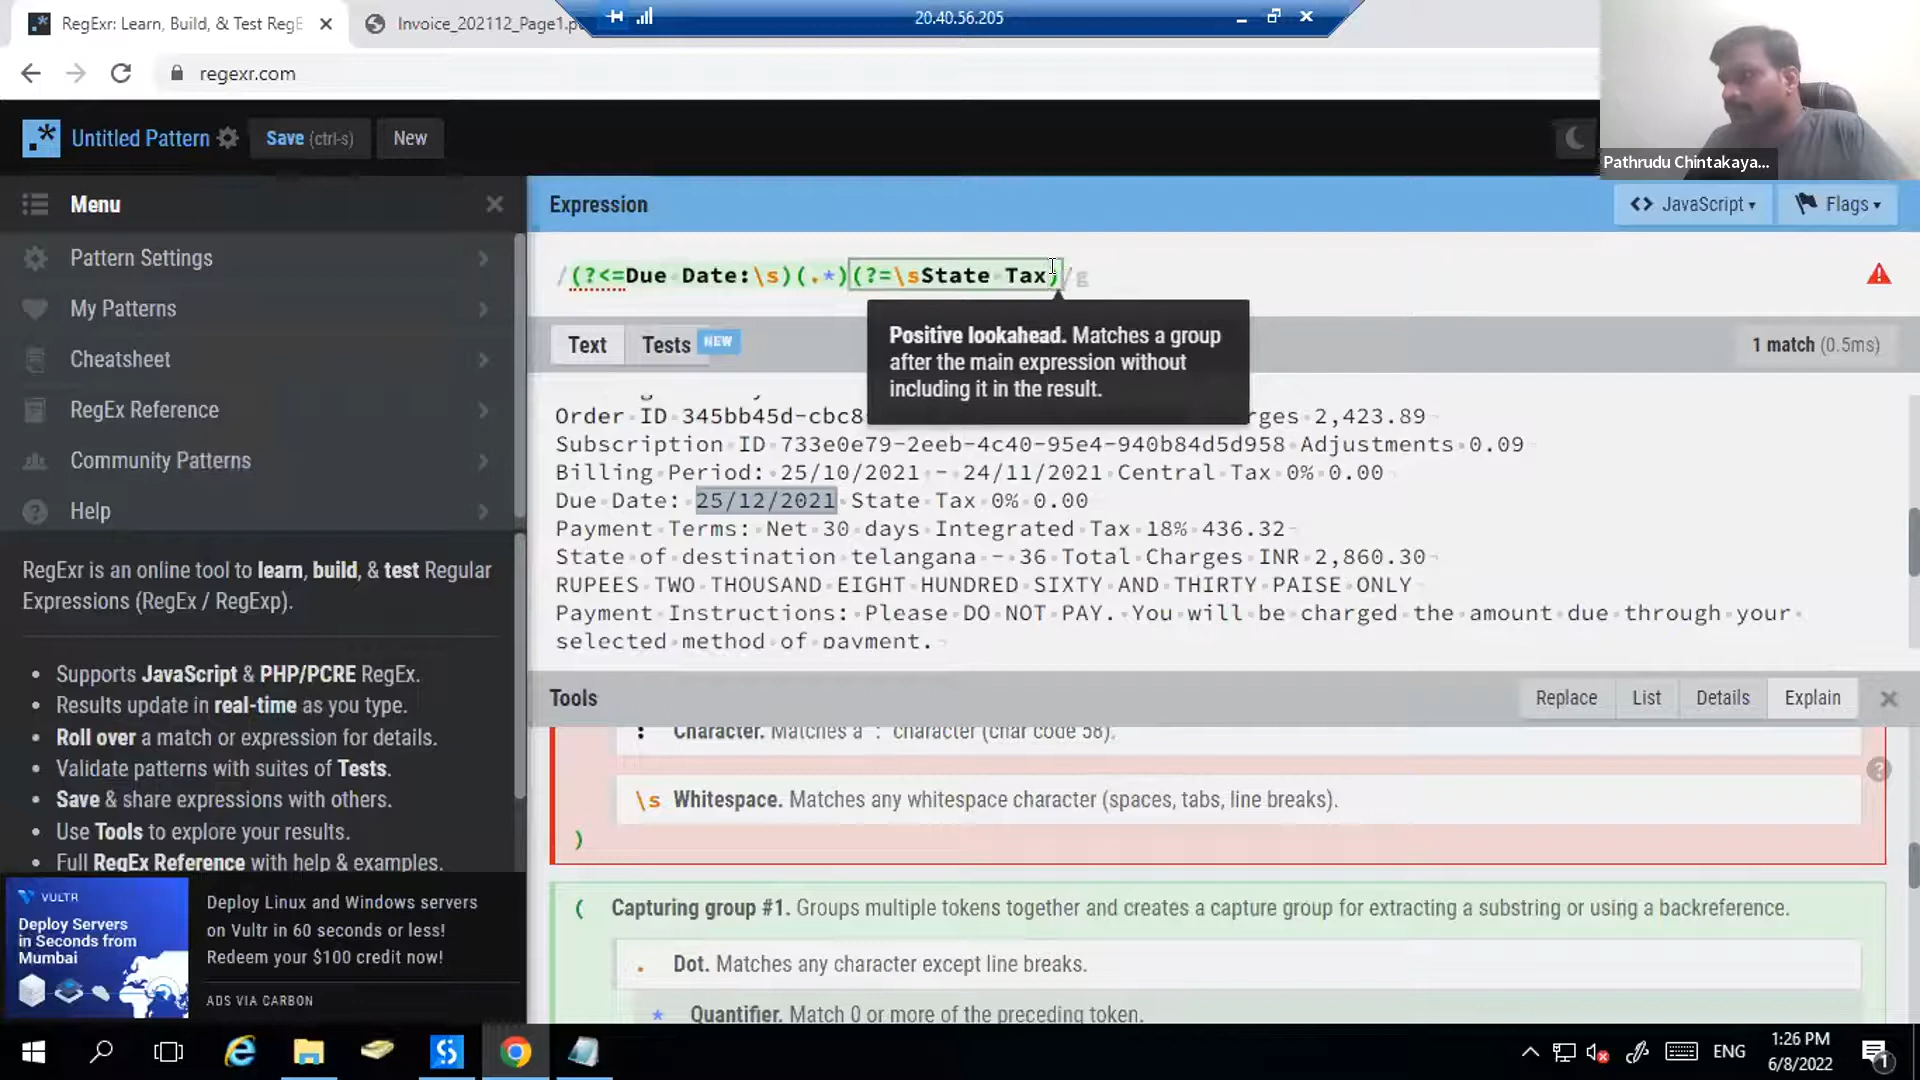 RegExr: Learn, Build, & Test RegE
Invoice_202112_Page1.p
20.40.56.205
regexr.com
Untitled Pattern
Save (ctrl-s)
New
Pathrudu Chintakaya...
Menu
Expression
JavaScript
Flags
Pattern Settings
My Patterns
Cheatsheet
RegEx Reference
Community Patterns
Help
/(?<=Due Date:\s)(.*)(?=\sState Tax)/g
Positive lookahead. Matches a group
after the main expression without
including it in the result.
Text
Tests NEW
1 match (0.5ms)
Order ID 345bb45d-cbc8 rges 2,423.89
Subscription ID 733e0e79-2eeb-4c40-95e4-940b84d5d958 Adjustments 0.09
Billing Period: 25/10/2021 - 24/11/2021 Central Tax 0% 0.00
Due Date: 25/12/2021 State Tax 0% 0.00
Payment Terms: Net 30 days Integrated Tax 18% 436.32
State of destination telangana - 36 Total Charges INR 2,860.30
RUPEES TWO THOUSAND EIGHT HUNDRED SIXTY AND THIRTY PAISE ONLY
Payment Instructions: Please DO NOT PAY. You will be charged the amount due through your
selected method of payment.
RegExr is an online tool to learn, build, & test Regular
Expressions (RegEx / RegExp).
• Supports JavaScript & PHP/PCRE RegEx.
• Results update in real-time as you type.
• Roll over a match or expression for details.
• Validate patterns with suites of Tests.
• Save & share expressions with others.
• Use Tools to explore your results.
• Full RegEx Reference with help & examples.
Tools
Replace
List
Details
Explain
: Character. Matches a ":" character (char code 58).
\s Whitespace. Matches any whitespace character (spaces, tabs, line breaks).
)
( Capturing group #1. Groups multiple tokens together and creates a capture group for extracting a substring or using a backreference.
. Dot. Matches any character except line breaks.
* Quantifier. Match 0 or more of the preceding token.
VULTR
Deploy Servers
in Seconds from
Mumbai
Deploy Linux and Windows servers
on Vultr in 60 seconds or less!
Redeem your $100 credit now!
ADS VIA CARBON
ENG
1:26 PM
6/8/2022
1